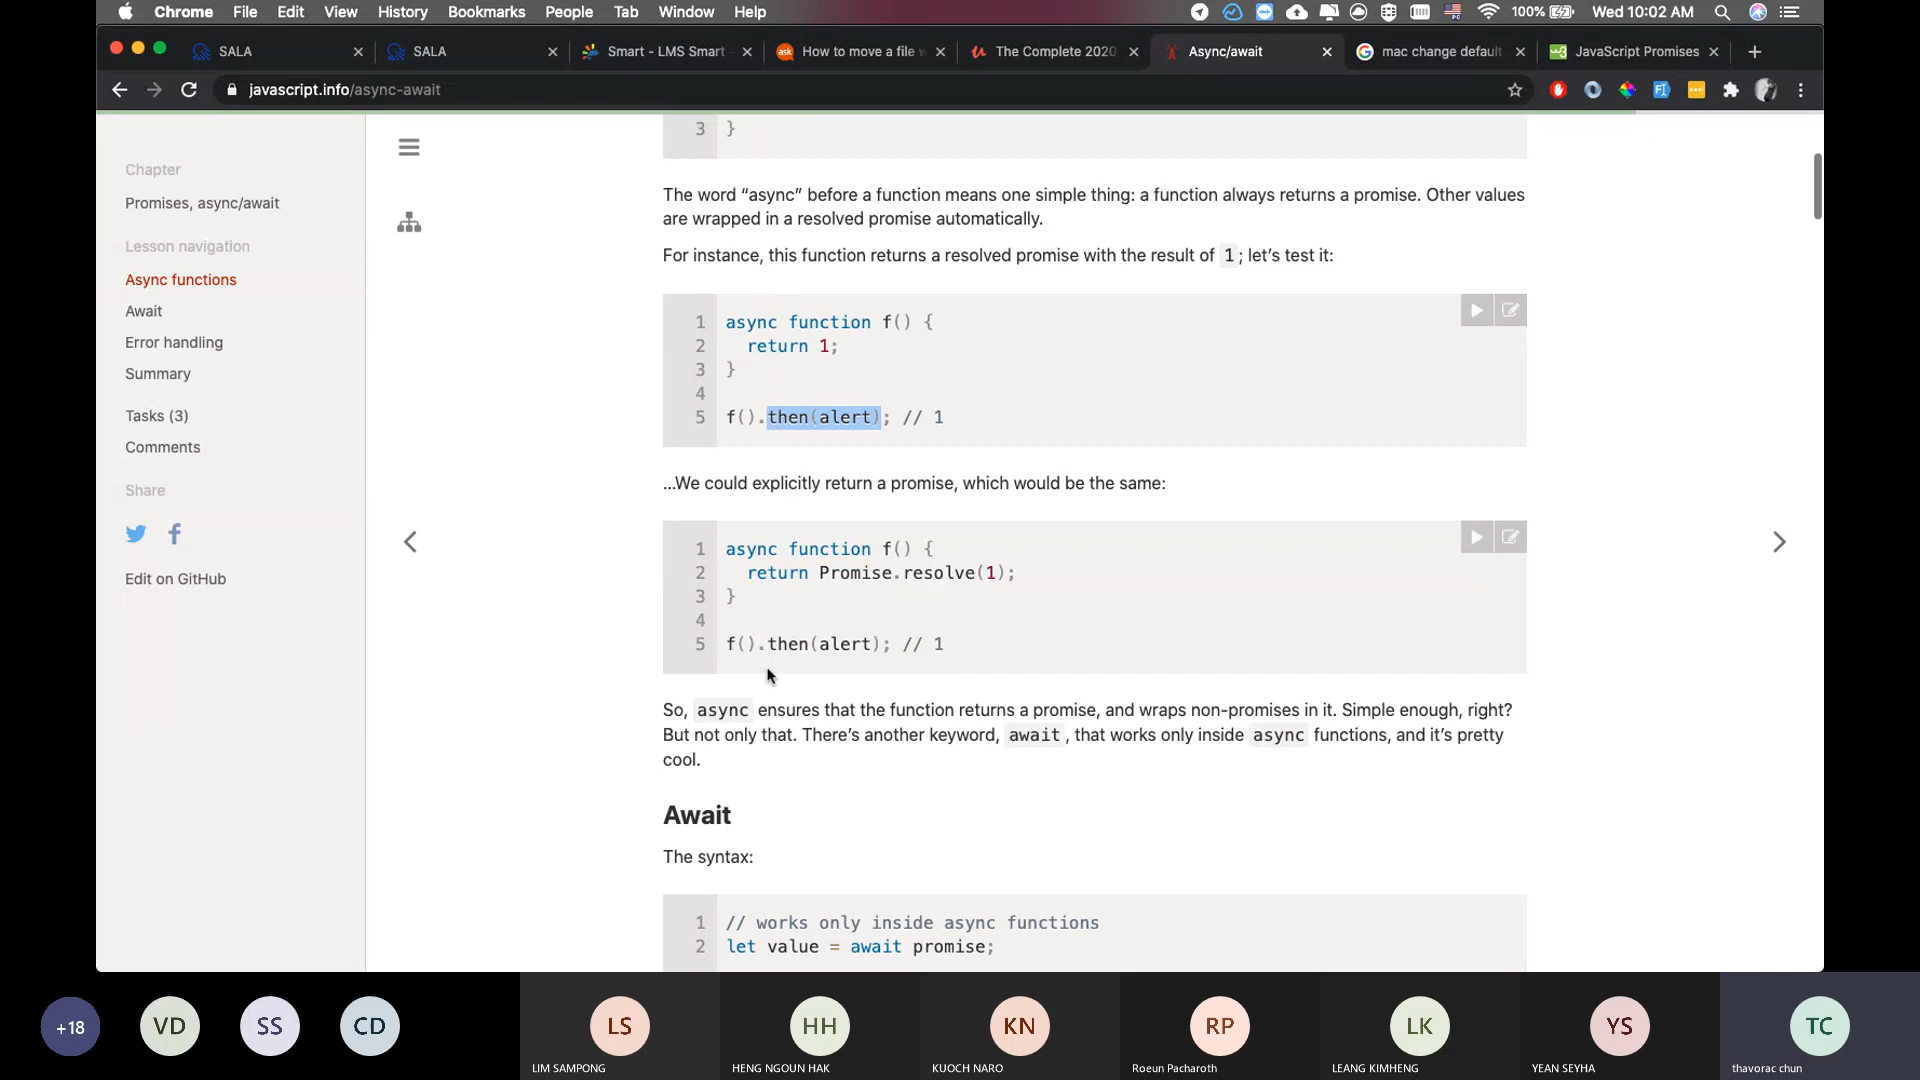 Chrome File Edit View History Bookmarks People Tab Window Help 100% Wed 10:02 AM
SALA SALA Smart - LMS Smart How to move a file w The Complete 2020 Async/await mac change default JavaScript Promises
javascript.info/async-await
Chapter
Promises, async/await
Lesson navigation
Async functions
Await
Error handling
Summary
Tasks (3)
Comments
Share
Edit on GitHub
3 }
The word “async” before a function means one simple thing: a function always returns a promise. Other values
are wrapped in a resolved promise automatically.
For instance, this function returns a resolved promise with the result of 1; let’s test it:
1 async function f() {
2 return 1;
3 }
4
5 f().then(alert); // 1
…We could explicitly return a promise, which would be the same:
1 async function f() {
2 return Promise.resolve(1);
3 }
4
5 f().then(alert); // 1
So, async ensures that the function returns a promise, and wraps non-promises in it. Simple enough, right?
But not only that. There’s another keyword, await, that works only inside async functions, and it’s pretty
cool.
Await
The syntax:
1 // works only inside async functions
2 let value = await promise;
+18 VD SS CD LS HH KN RP LK YS TC
LIM SAMPONG HENG NGOUN HAK KUOCH NARO Roeun Pacharoth LEANG KIMHENG YEAN SEYHA thavorac chun